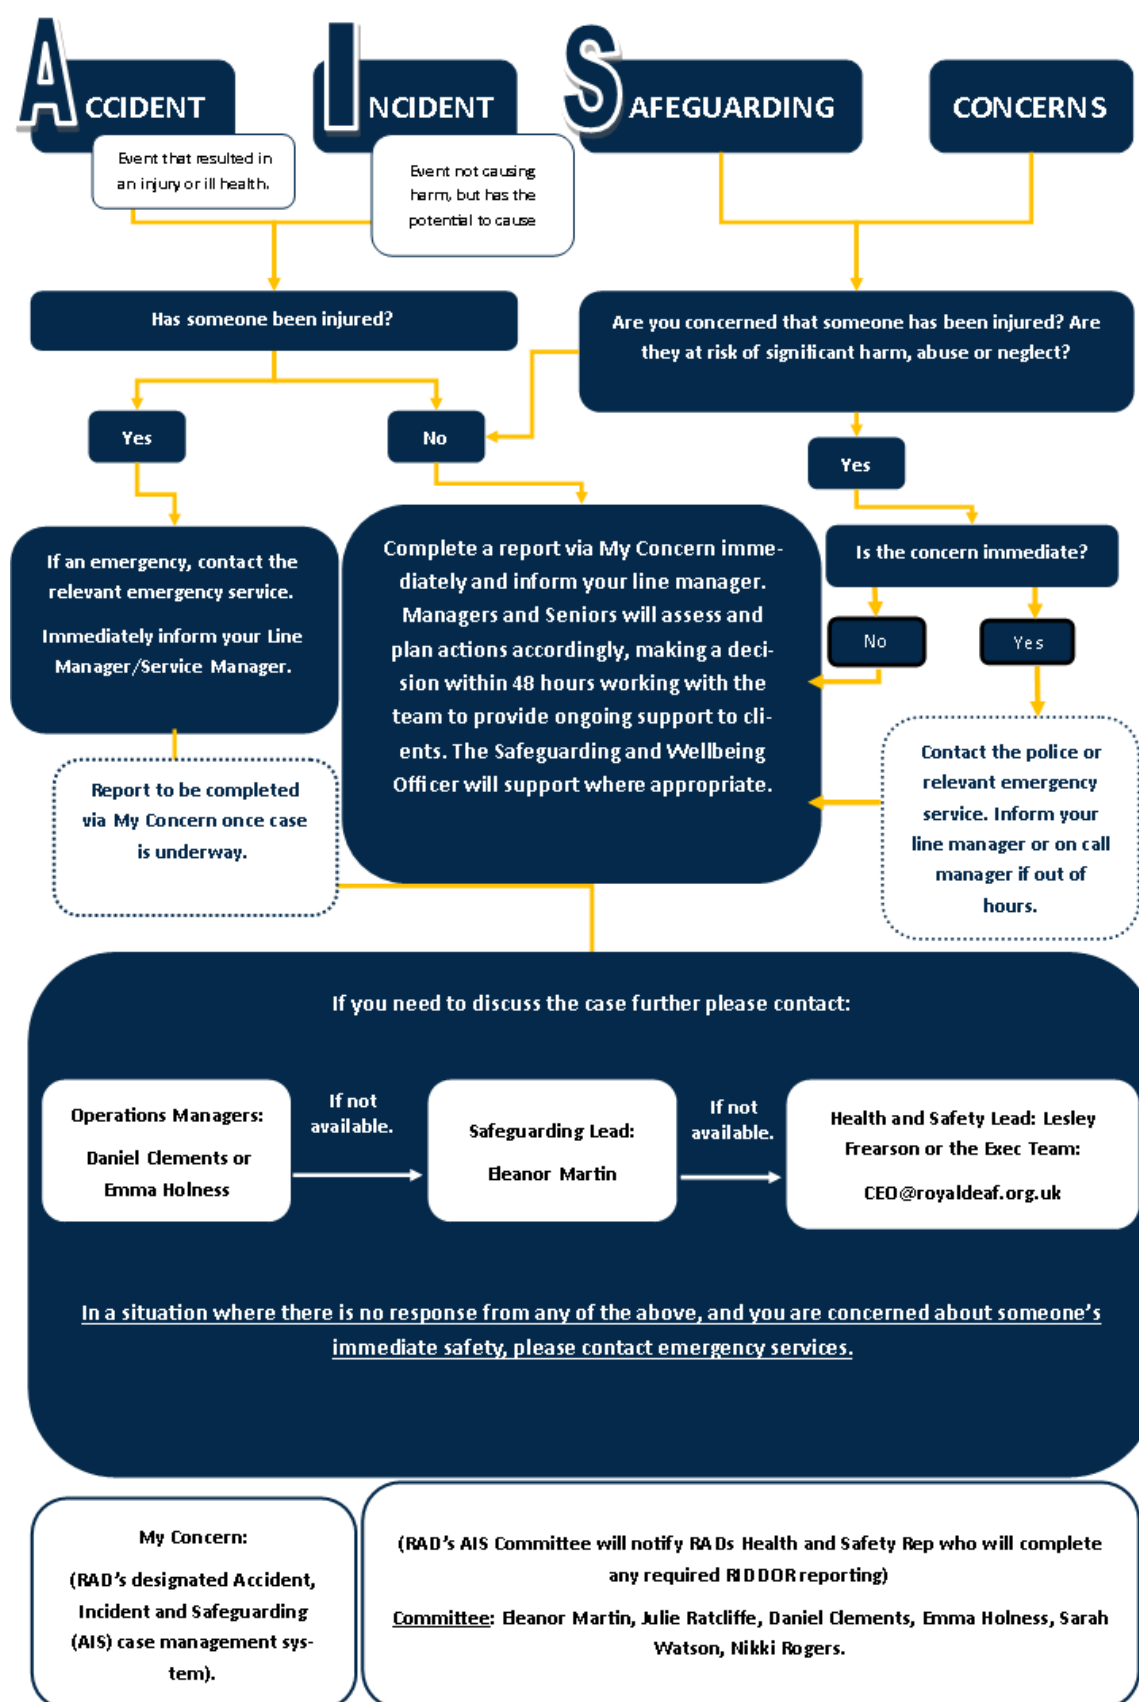 ACCIDENT
INCIDENT
SAFEGUARDING
CONCERNS
Event that resulted in
an injury or ill health.
Event not causing
harm, but has the
potential to cause
Has someone been injured?
Are you concerned that someone has been injured? Are
they at risk of significant harm, abuse or neglect?
Yes
No
Yes
Is the concern immediate?
No
Yes
If an emergency, contact the
relevant emergency service.
Immediately inform your Line
Manager/Service Manager.
Complete a report via My Concern imme-
diately and inform your line manager.
Managers and Seniors will assess and
plan actions accordingly, making a deci-
sion within 48 hours working with the
team to provide ongoing support to cli-
ents. The Safeguarding and Wellbeing
Officer will support where appropriate.
Contact the police or
relevant emergency
service. Inform your
line manager or on call
manager if out of
hours.
Report to be completed
via My Concern once case
is underway.
If you need to discuss the case further please contact:
Operations Managers:
Daniel Clements or
Emma Holness
If not
available.
Safeguarding Lead:
Eleanor Martin
If not
available.
Health and Safety Lead: Lesley
Frearson or the Exec Team:
CEO@royaldeaf.org.uk
In a situation where there is no response from any of the above, and you are concerned about someone's
immediate safety, please contact emergency services.
My Concern:
(RAD's designated Accident,
Incident and Safeguarding
(AIS) case management sys-
tem).
(RAD's AIS Committee will notify RADs Health and Safety Rep who will complete
any required RIDDOR reporting)
Committee: Eleanor Martin, Julie Ratcliffe, Daniel Clements, Emma Holness, Sarah
Watson, Nikki Rogers.